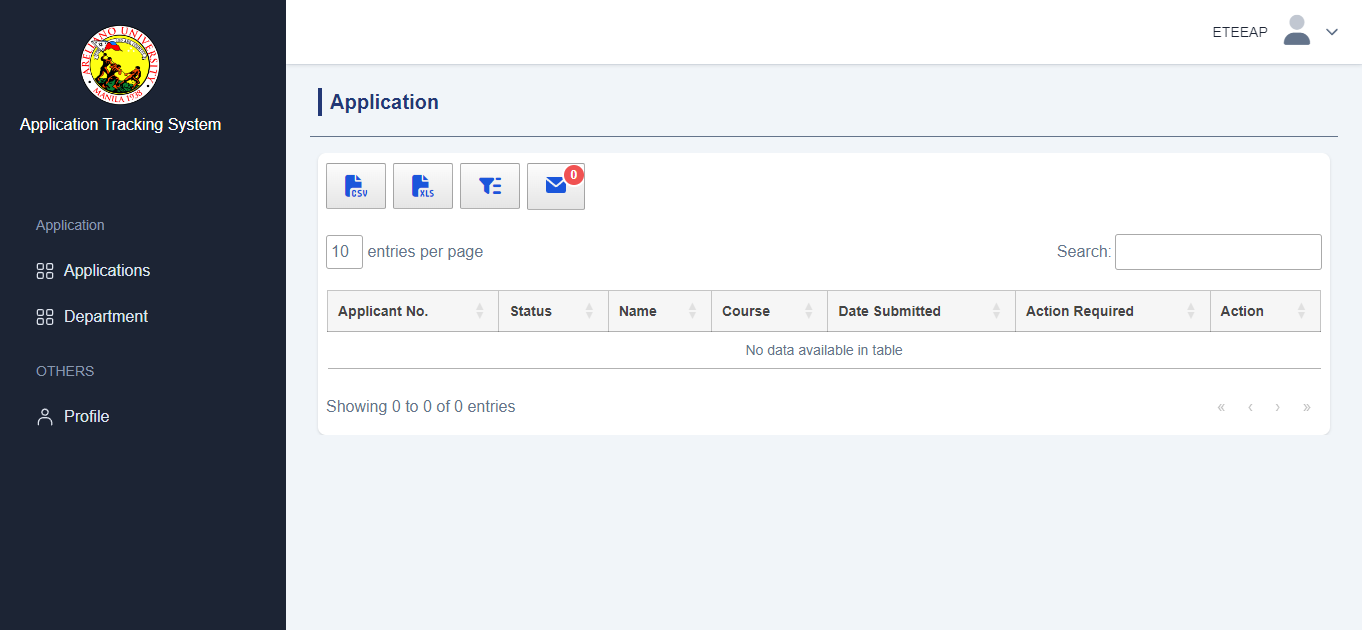 ARELLANO UNIVERSITY
MANILA 1938
Application Tracking System
Application
Applications
Department
OTHERS
Profile
ETEEAP
Application
CSV
XLS
0
10 entries per page
Search:
Applicant No. Status Name Course Date Submitted Action Required Action
No data available in table
Showing 0 to 0 of 0 entries
« ‹ › »